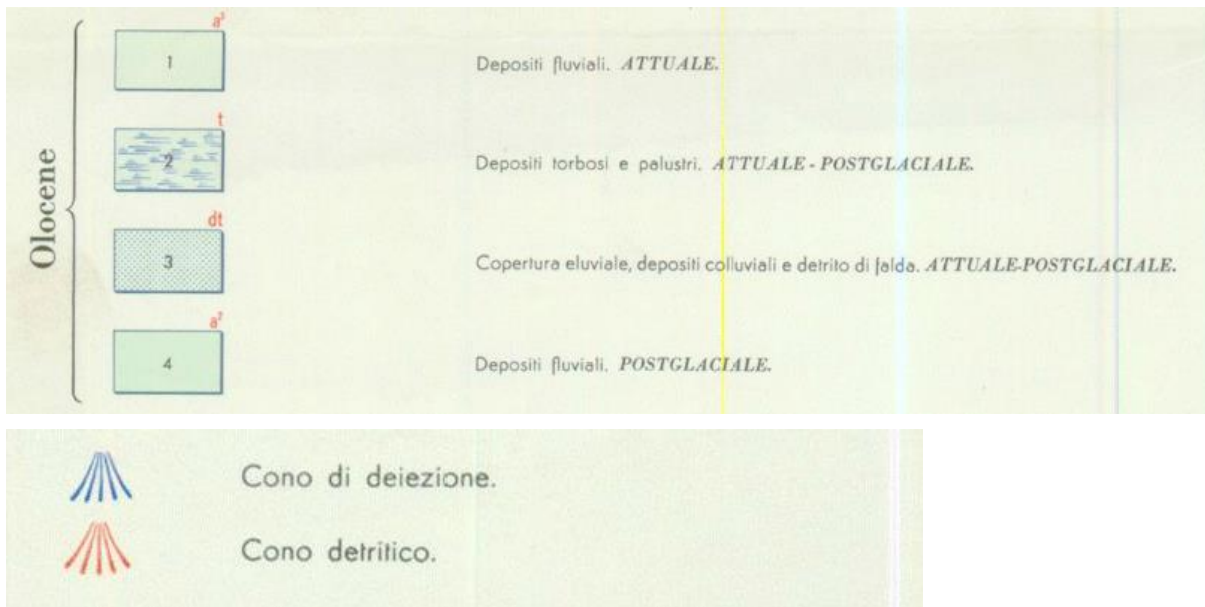 Olocene
a³
1
Depositi fluviali. ATTUALE.
t
2
Depositi torbosi e palustri. ATTUALE - POSTGLACIALE.
dt
3
Copertura eluviale, depositi colluviali e detrito di falda. ATTUALE-POSTGLACIALE.
a²
4
Depositi fluviali. POSTGLACIALE.
Cono di deiezione.
Cono detritico.